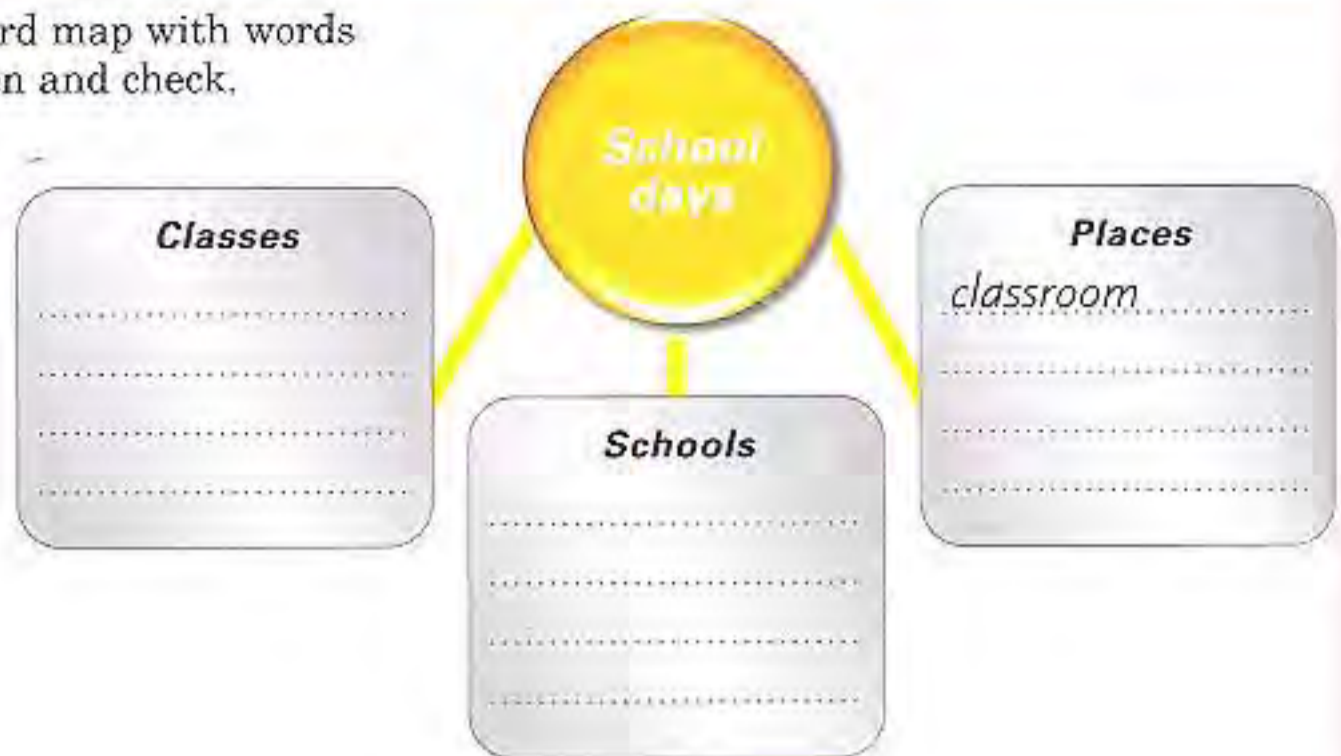 rd map with words
n and check.
School
days
Classes
Places
classroom
Schools